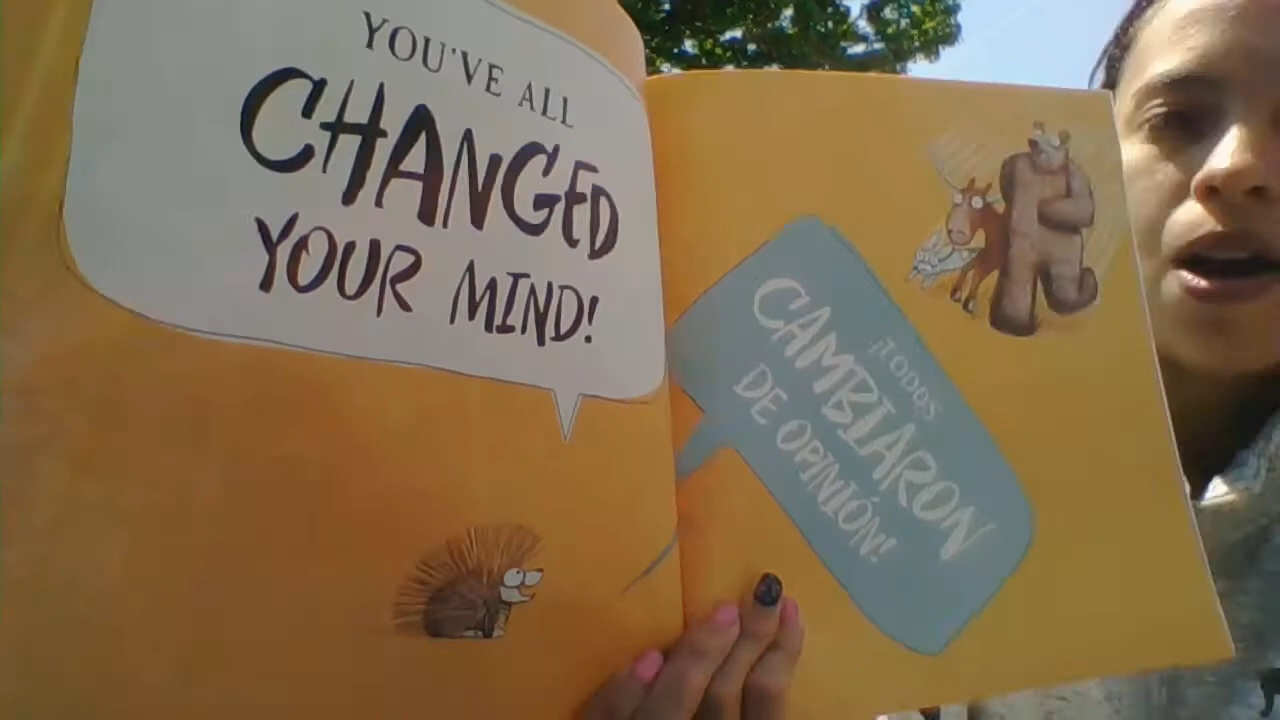 YOU'VE ALL
CHANGED
YOUR MIND!
¡TODOS
CAMBIARON
DE OPINIÓN!